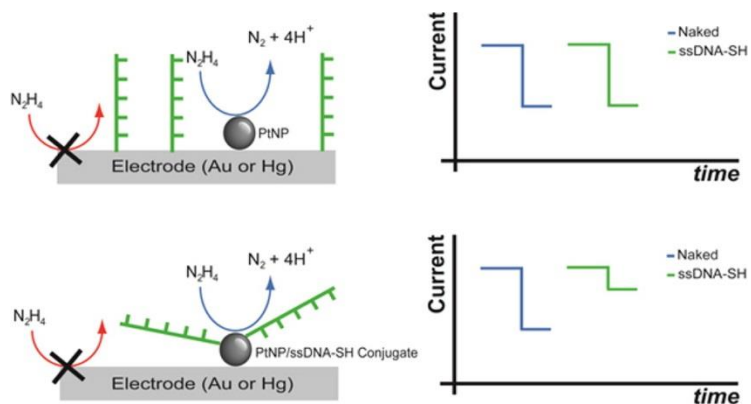 N₂ + 4H⁺
N₂H₄
N₂H₄
PtNP
Electrode (Au or Hg)
Current
Naked
ssDNA-SH
time
N₂ + 4H⁺
N₂H₄
N₂H₄
PtNP/ssDNA-SH Conjugate
Electrode (Au or Hg)
Current
Naked
ssDNA-SH
time